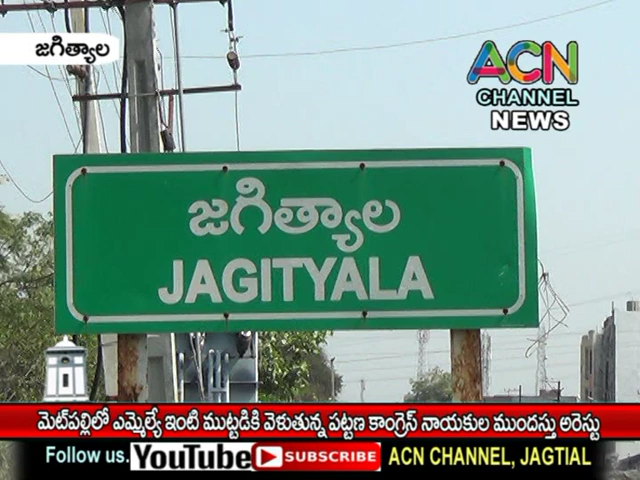 జగిత్యాల
ACN
CHANNEL
NEWS
జగిత్యాల
JAGITYALA
మెట్‌పల్లిలో ఎమ్మెల్యే ఇంటి ముట్టడికి వెళుతున్న పట్టణ కాంగ్రెస్ నాయకుల ముందస్తు అరెస్టు
Follow us. YouTube SUBSCRIBE ACN CHANNEL, JAGTIAL